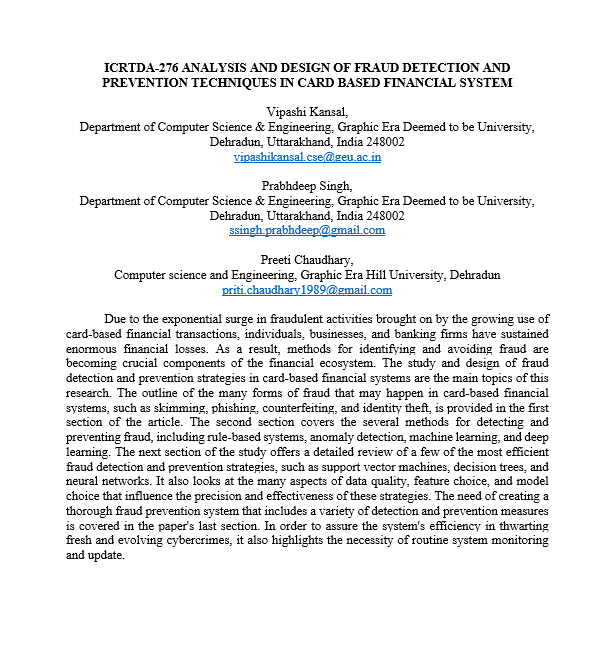 ICRTDA-276 ANALYSIS AND DESIGN OF FRAUD DETECTION AND
PREVENTION TECHNIQUES IN CARD BASED FINANCIAL SYSTEM
Vipashi Kansal,
Department of Computer Science & Engineering, Graphic Era Deemed to be University,
Dehradun, Uttarakhand, India 248002
vipashikansal.cse@geu.ac.in
Prabhdeep Singh,
Department of Computer Science & Engineering, Graphic Era Deemed to be University,
Dehradun, Uttarakhand, India 248002
ssingh.prabhdeep@gmail.com
Preeti Chaudhary,
Computer science and Engineering, Graphic Era Hill University, Dehradun
priti.chaudhary1989@gmail.com
Due to the exponential surge in fraudulent activities brought on by the growing use of
card-based financial transactions, individuals, businesses, and banking firms have sustained
enormous financial losses. As a result, methods for identifying and avoiding fraud are
becoming crucial components of the financial ecosystem. The study and design of fraud
detection and prevention strategies in card-based financial systems are the main topics of this
research. The outline of the many forms of fraud that may happen in card-based financial
systems, such as skimming, phishing, counterfeiting, and identity theft, is provided in the first
section of the article. The second section covers the several methods for detecting and
preventing fraud, including rule-based systems, anomaly detection, machine learning, and deep
learning. The next section of the study offers a detailed review of a few of the most efficient
fraud detection and prevention strategies, such as support vector machines, decision trees, and
neural networks. It also looks at the many aspects of data quality, feature choice, and model
choice that influence the precision and effectiveness of these strategies. The need of creating a
thorough fraud prevention system that includes a variety of detection and prevention measures
is covered in the paper's last section. In order to assure the system's efficiency in thwarting
fresh and evolving cybercrimes, it also highlights the necessity of routine system monitoring
and update.